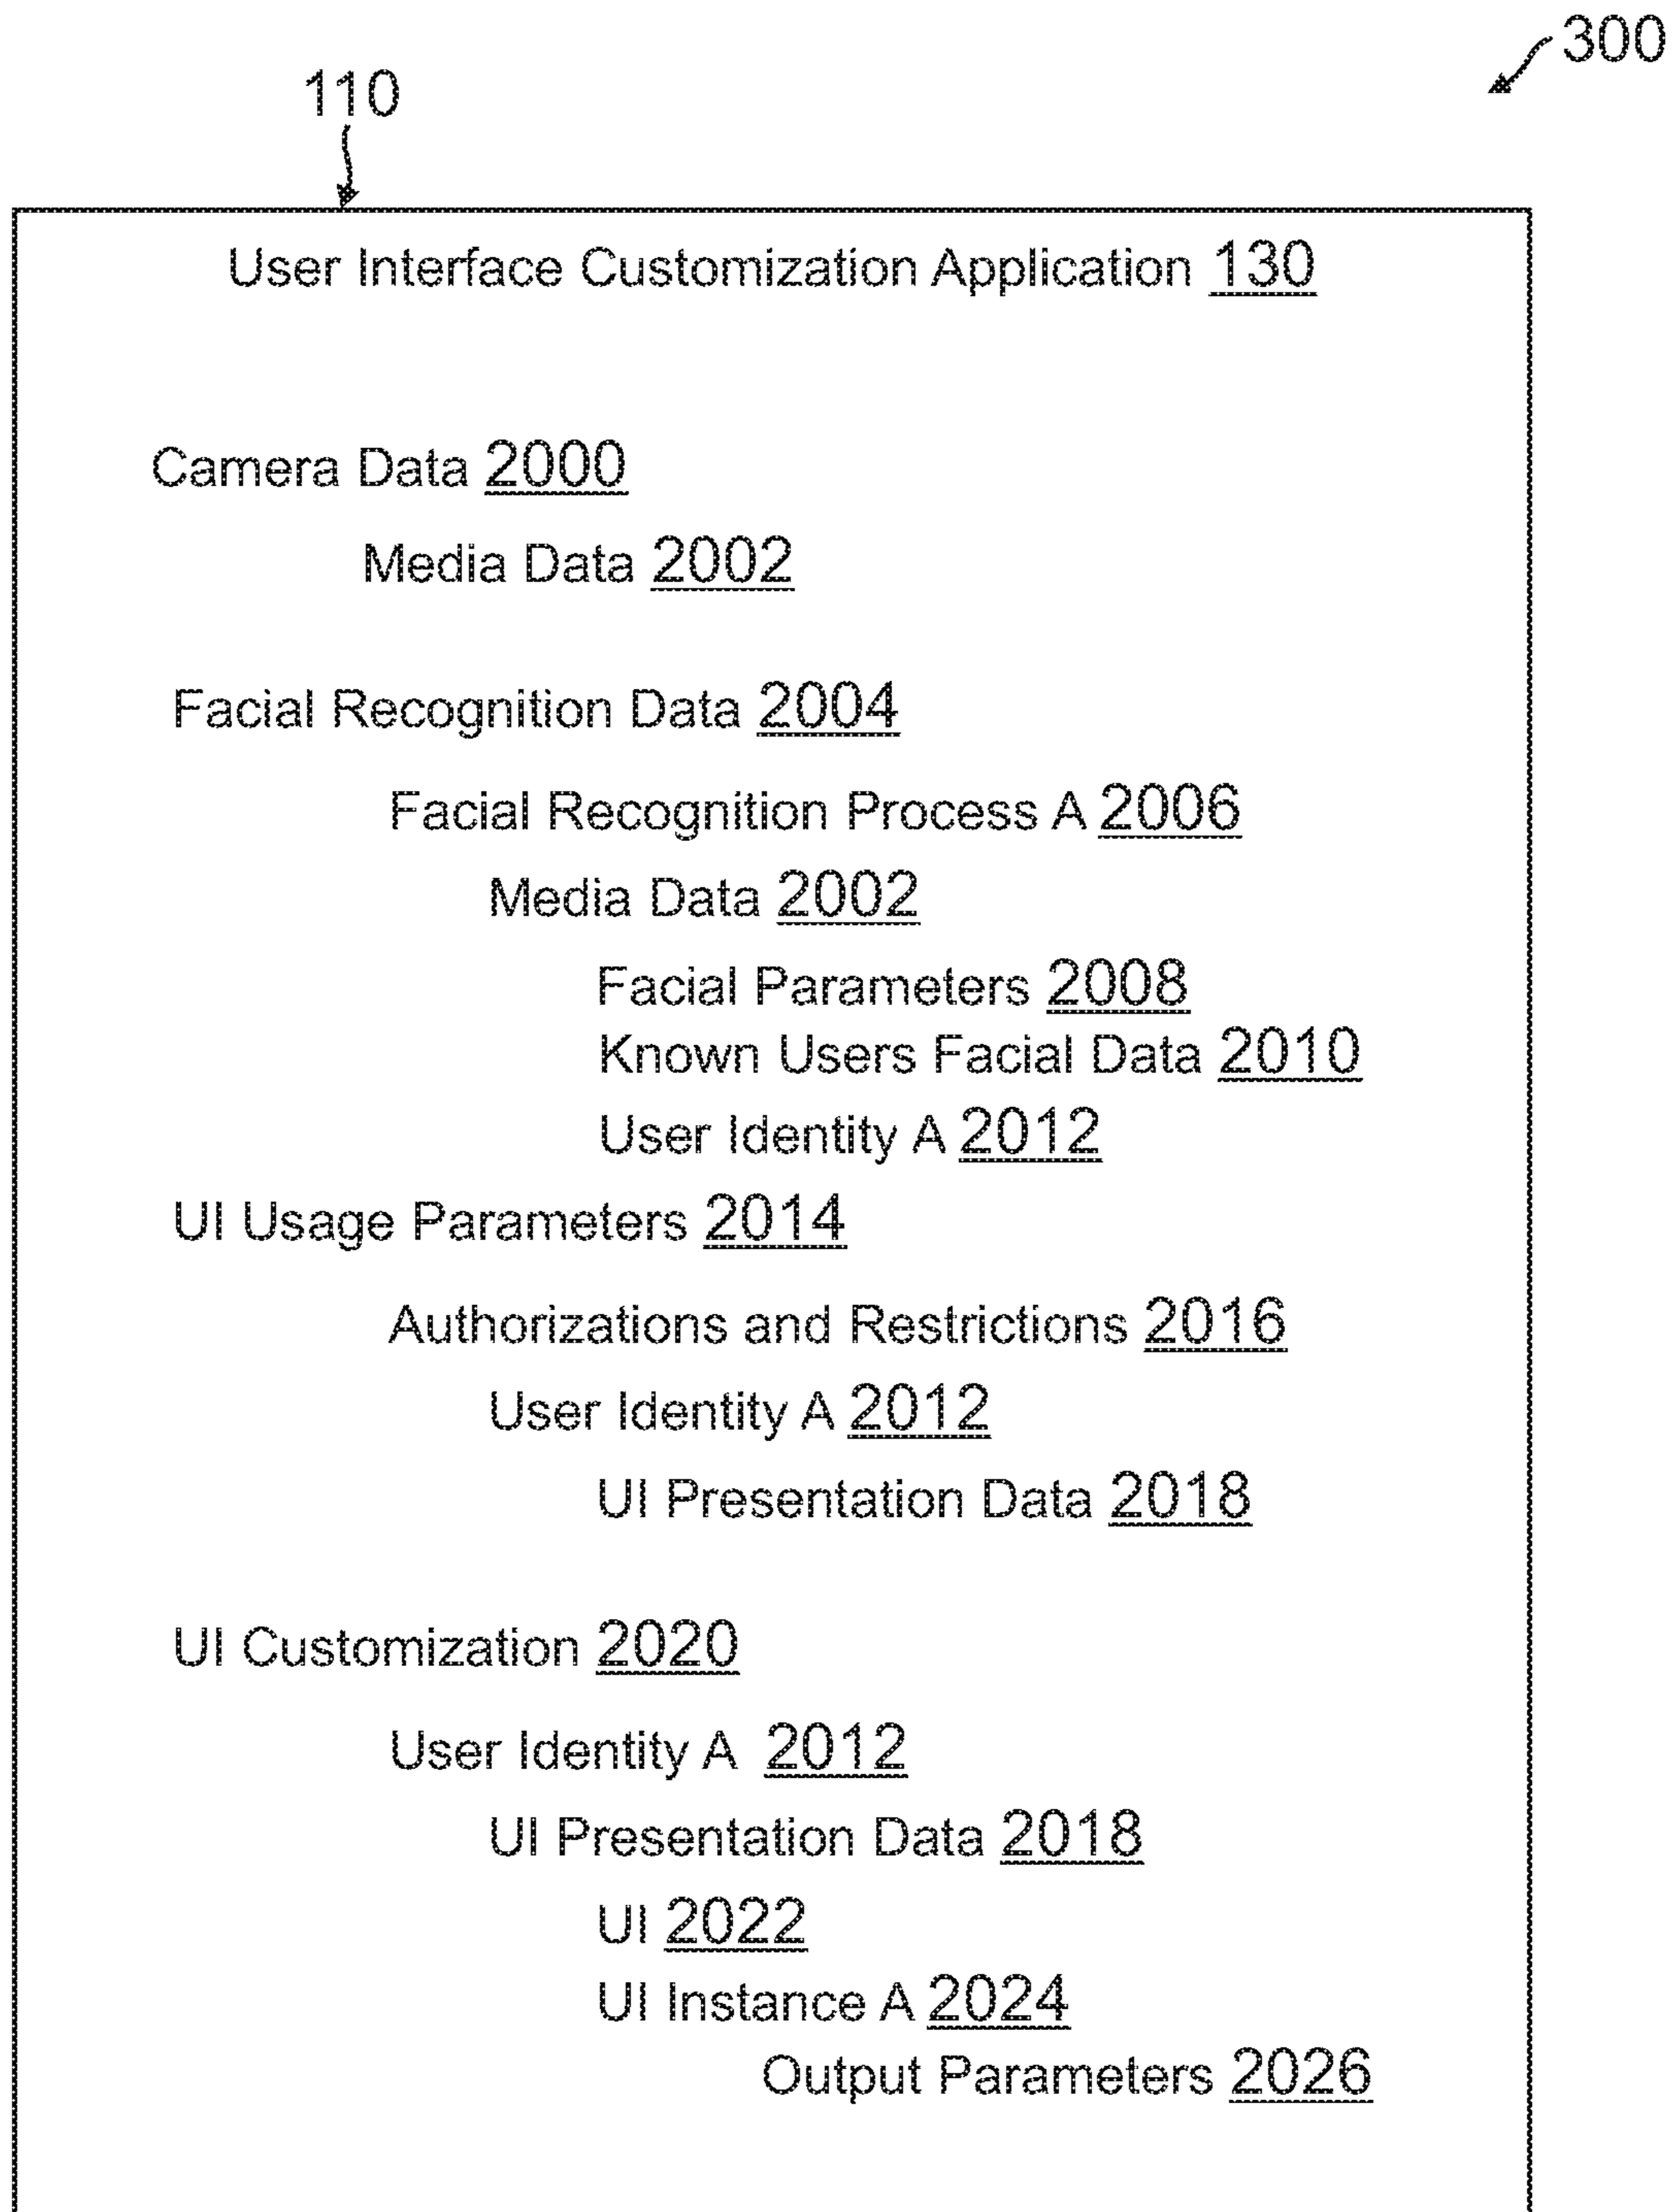 300
110
User Interface Customization Application 130
Camera Data 2000
Media Data 2002
Facial Recognition Data 2004
Facial Recognition Process A 2006
Media Data 2002
Facial Parameters 2008
Known Users Facial Data 2010
User Identity A 2012
UI Usage Parameters 2014
Authorizations and Restrictions 2016
User Identity A 2012
UI Presentation Data 2018
UI Customization 2020
User Identity A 2012
UI Presentation Data 2018
UI 2022
UI Instance A 2024
Output Parameters 2026